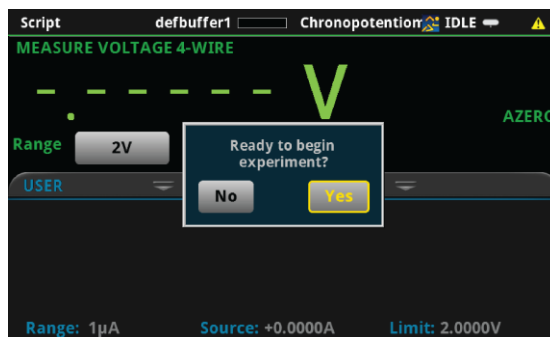 Script defbuffer1 Chronopotention IDLE
MEASURE VOLTAGE 4-WIRE
-.----- V
AZERO
Range 2V
Ready to begin
experiment?
No Yes
USER
Range: 1µA Source: +0.0000A Limit: 2.0000V